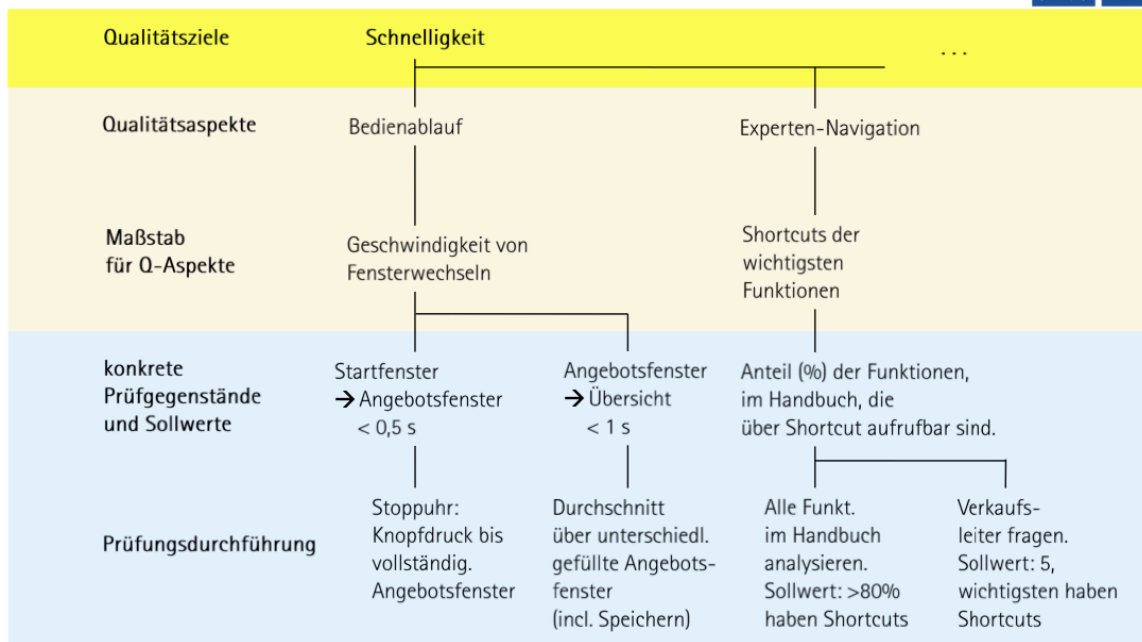 Qualitätsziele
Schnelligkeit
...
Qualitätsaspekte
Bedienablauf
Experten-Navigation
Maßstab
für Q-Aspekte
Geschwindigkeit von
Fensterwechseln
Shortcuts der
wichtigsten
Funktionen
konkrete
Prüfgegenstände
und Sollwerte
Startfenster
→ Angebotsfenster
< 0,5 s
Angebotsfenster
→ Übersicht
< 1 s
Anteil (%) der Funktionen,
im Handbuch, die
über Shortcut aufrufbar sind.
Prüfungsdurchführung
Stoppuhr:
Knopfdruck bis
vollständig.
Angebotsfenster
Durchschnitt
über unterschiedl.
gefüllte Angebots-
fenster
(incl. Speichern)
Alle Funkt.
im Handbuch
analysieren.
Sollwert: >80%
haben Shortcuts
Verkaufs-
leiter fragen.
Sollwert: 5,
wichtigsten haben
Shortcuts